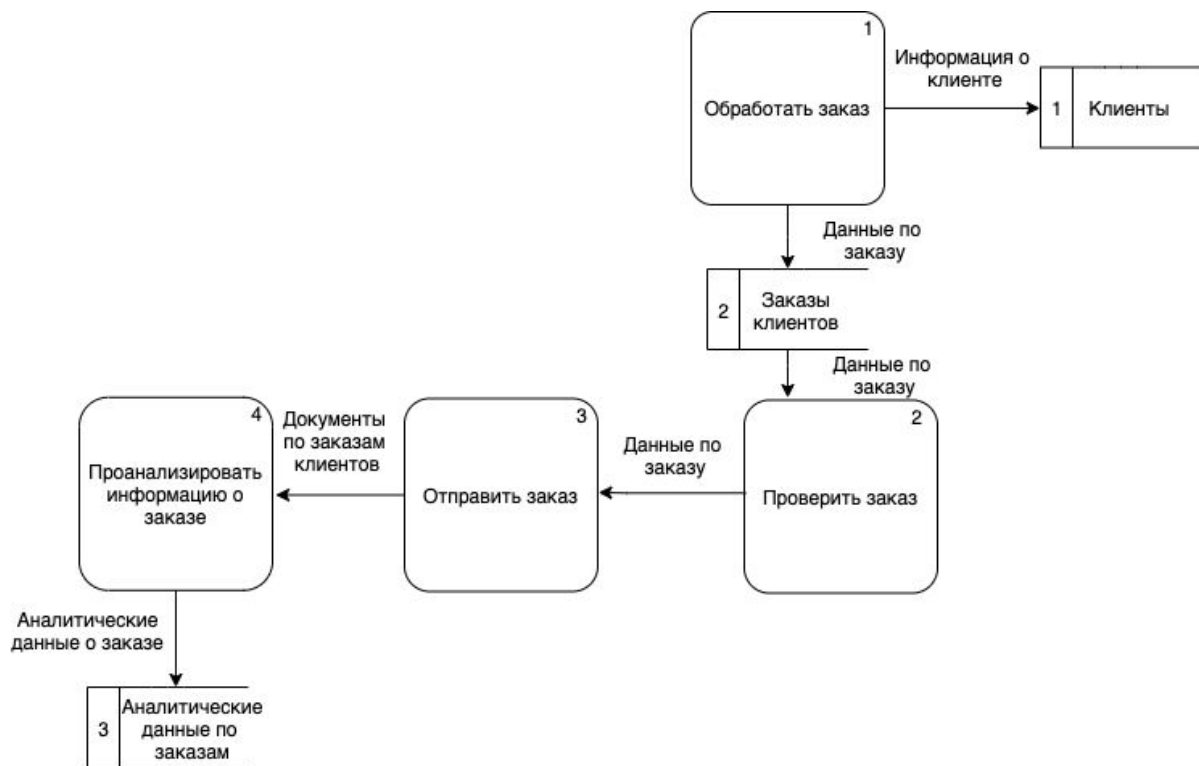 1
Обработать заказ
Информация о
клиенте
1
Клиенты
Данные по
заказу
2
Заказы
клиентов
Данные по
заказу
2
Проверить заказ
Данные по
заказу
3
Отправить заказ
Документы
по заказам
клиентов
4
Проанализировать
информацию о
заказе
Аналитические
данные о заказе
3
Аналитические
данные по
заказам